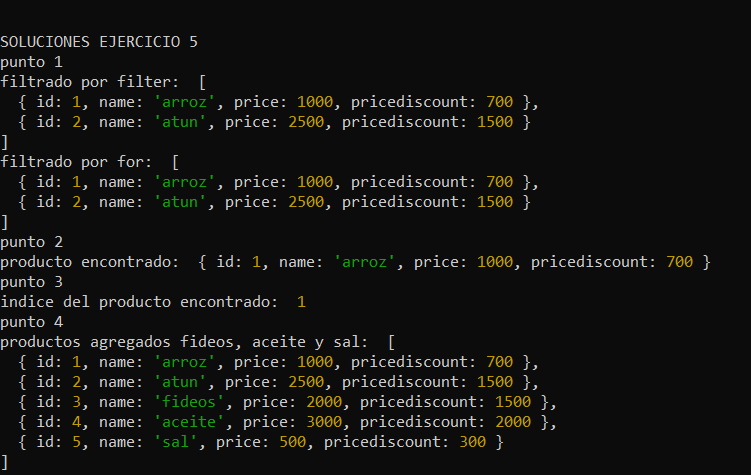 SOLUCIONES EJERCICIO 5
punto 1
filtrado por filter:  [
  { id: 1, name: 'arroz', price: 1000, pricediscount: 700 },
  { id: 2, name: 'atun', price: 2500, pricediscount: 1500 }
]
filtrado por for:  [
  { id: 1, name: 'arroz', price: 1000, pricediscount: 700 },
  { id: 2, name: 'atun', price: 2500, pricediscount: 1500 }
]
punto 2
producto encontrado:  { id: 1, name: 'arroz', price: 1000, pricediscount: 700 }
punto 3
indice del producto encontrado:  1
punto 4
productos agregados fideos, aceite y sal:  [
  { id: 1, name: 'arroz', price: 1000, pricediscount: 700 },
  { id: 2, name: 'atun', price: 2500, pricediscount: 1500 },
  { id: 3, name: 'fideos', price: 2000, pricediscount: 1500 },
  { id: 4, name: 'aceite', price: 3000, pricediscount: 2000 },
  { id: 5, name: 'sal', price: 500, pricediscount: 300 }
]